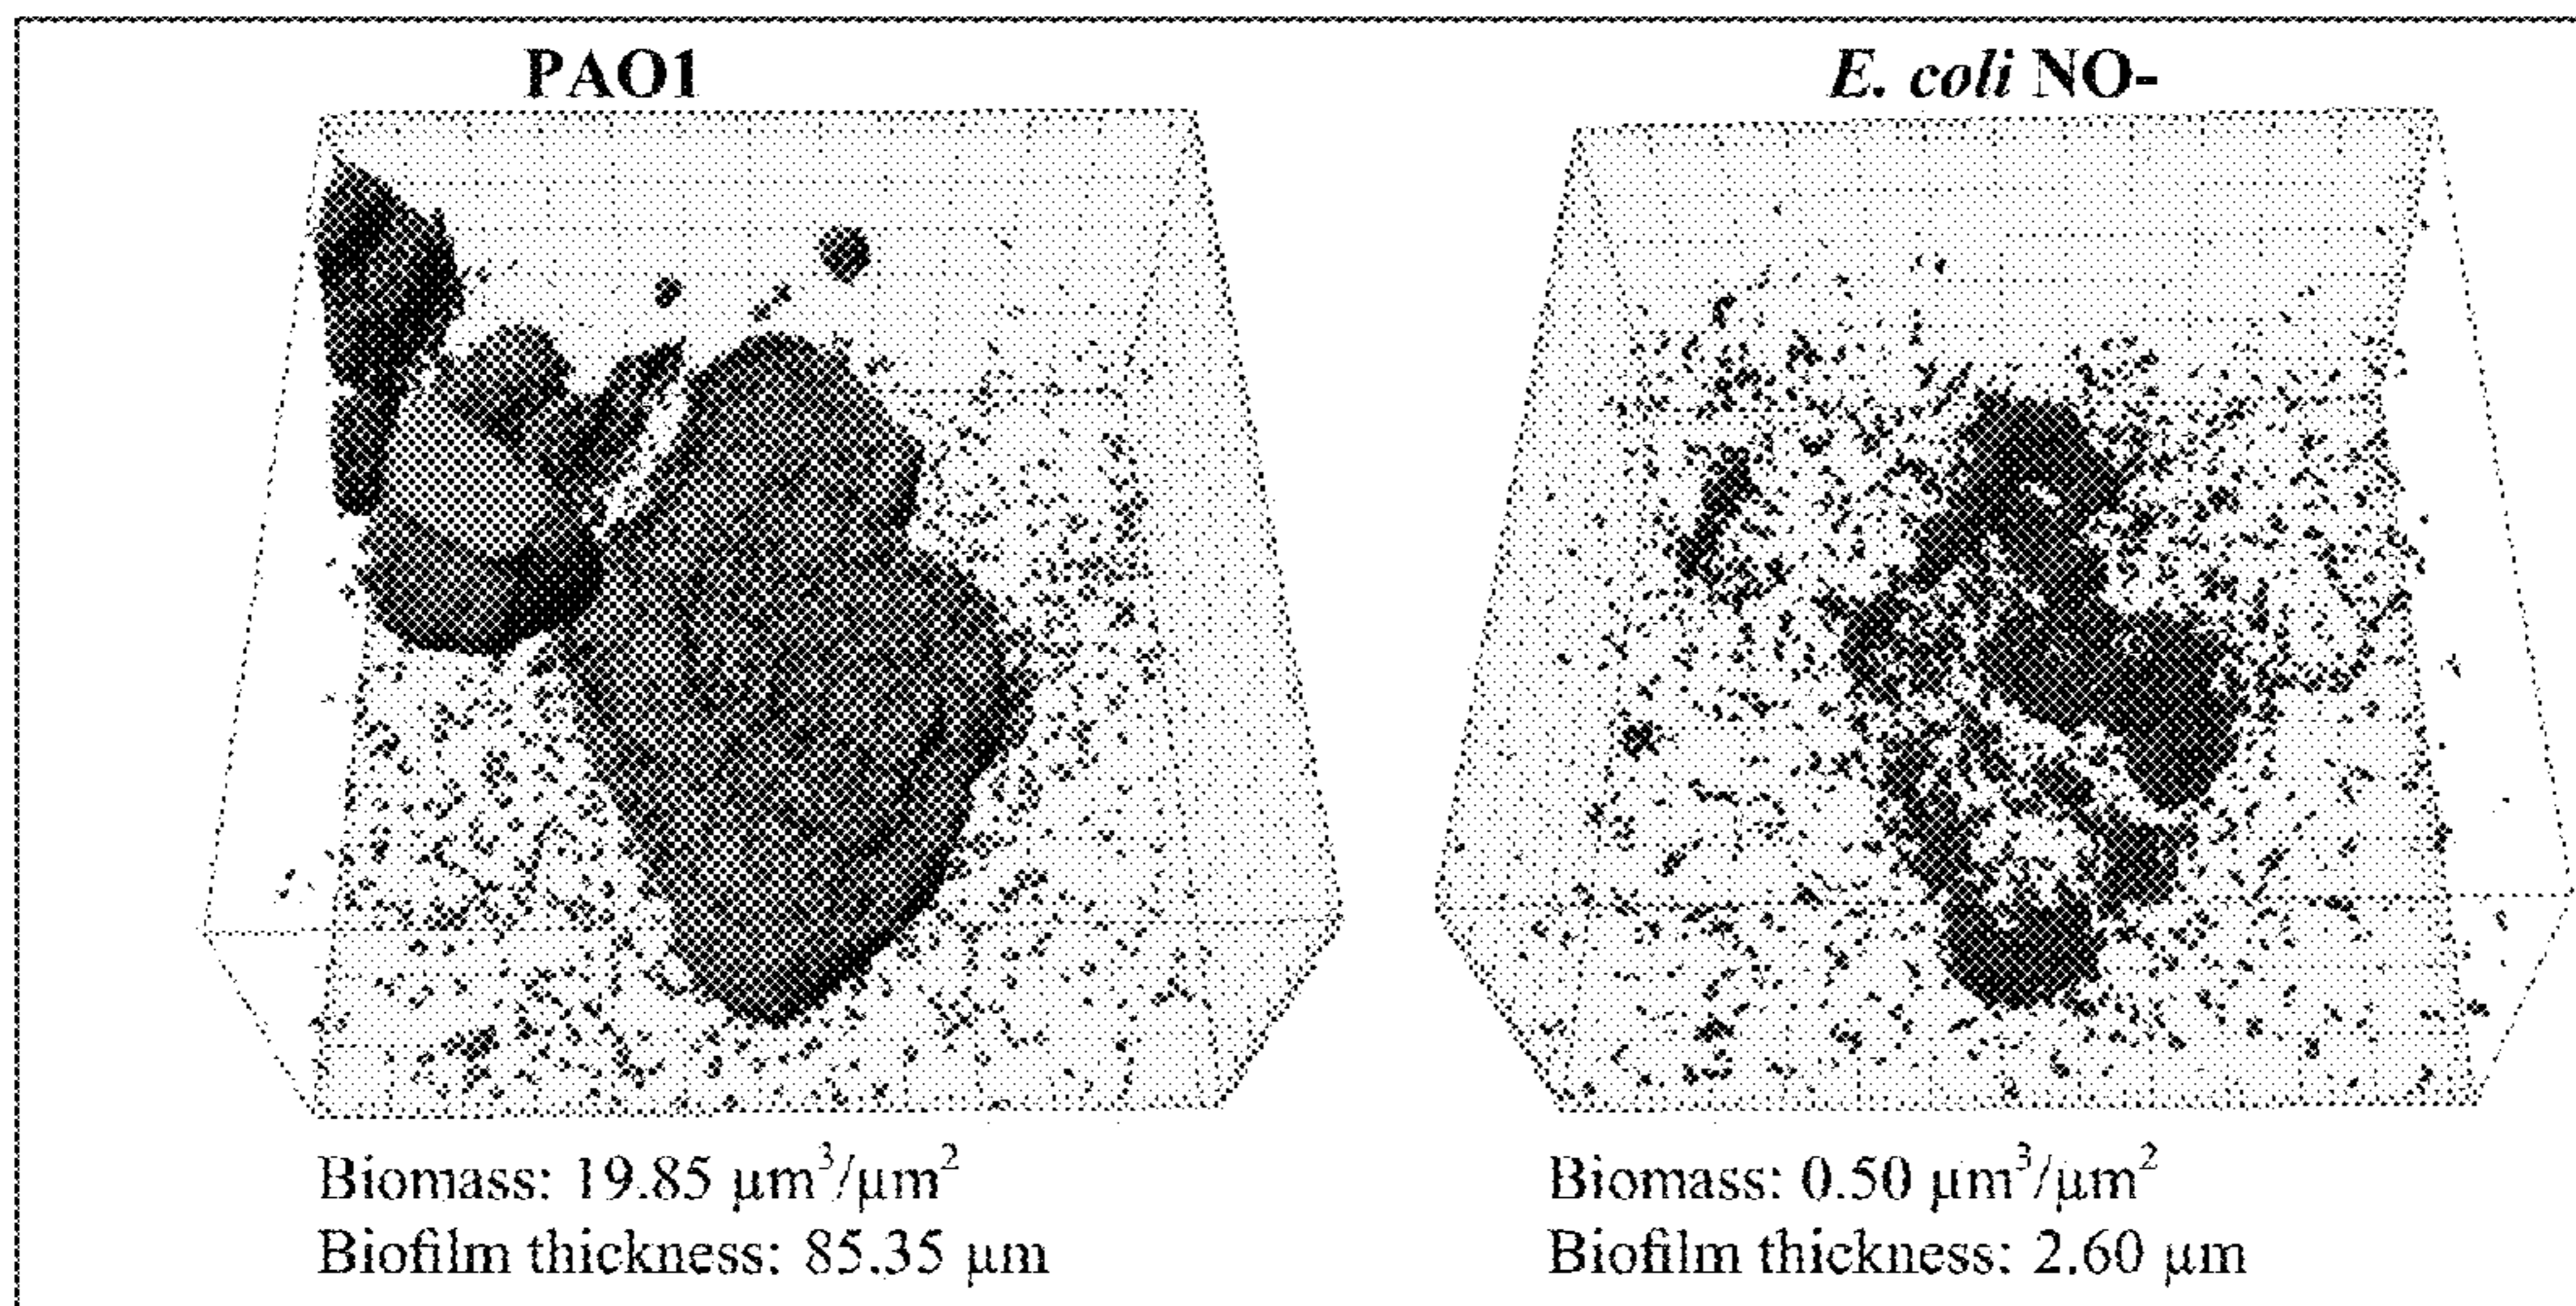 PAO1
E. coli NO-
Biomass: 19.85 μm³/μm²
Biofilm thickness: 85.35 μm
Biomass: 0.50 μm³/μm²
Biofilm thickness: 2.60 μm